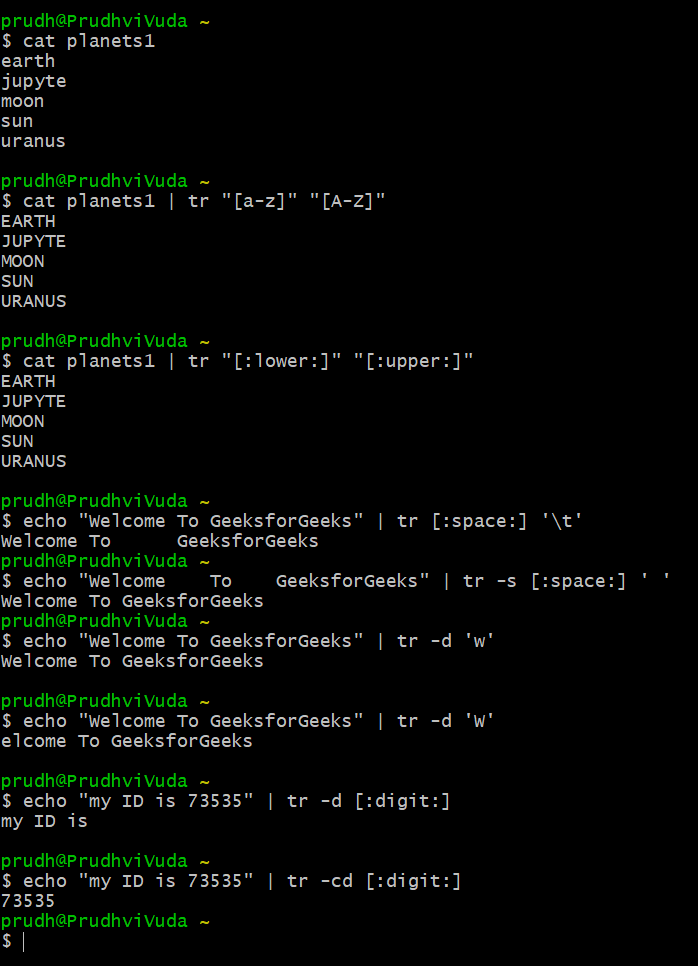 prudh@PrudhviVuda ~
$ cat planets1
earth
jupyte
moon
sun
uranus
prudh@PrudhviVuda ~
$ cat planets1 | tr "[a-z]" "[A-Z]"
EARTH
JUPYTE
MOON
SUN
URANUS
prudh@PrudhviVuda ~
$ cat planets1 | tr "[:lower:]" "[:upper:]"
EARTH
JUPYTE
MOON
SUN
URANUS
prudh@PrudhviVuda ~
$ echo "Welcome To GeeksforGeeks" | tr [:space:] '\t'
Welcome To      GeeksforGeeks
prudh@PrudhviVuda ~
$ echo "Welcome    To    GeeksforGeeks" | tr -s [:space:] ' '
Welcome To GeeksforGeeks
prudh@PrudhviVuda ~
$ echo "Welcome To GeeksforGeeks" | tr -d 'w'
Welcome To GeeksforGeeks
prudh@PrudhviVuda ~
$ echo "Welcome To GeeksforGeeks" | tr -d 'W'
elcome To GeeksforGeeks
prudh@PrudhviVuda ~
$ echo "my ID is 73535" | tr -d [:digit:]
my ID is
prudh@PrudhviVuda ~
$ echo "my ID is 73535" | tr -cd [:digit:]
73535
prudh@PrudhviVuda ~
$